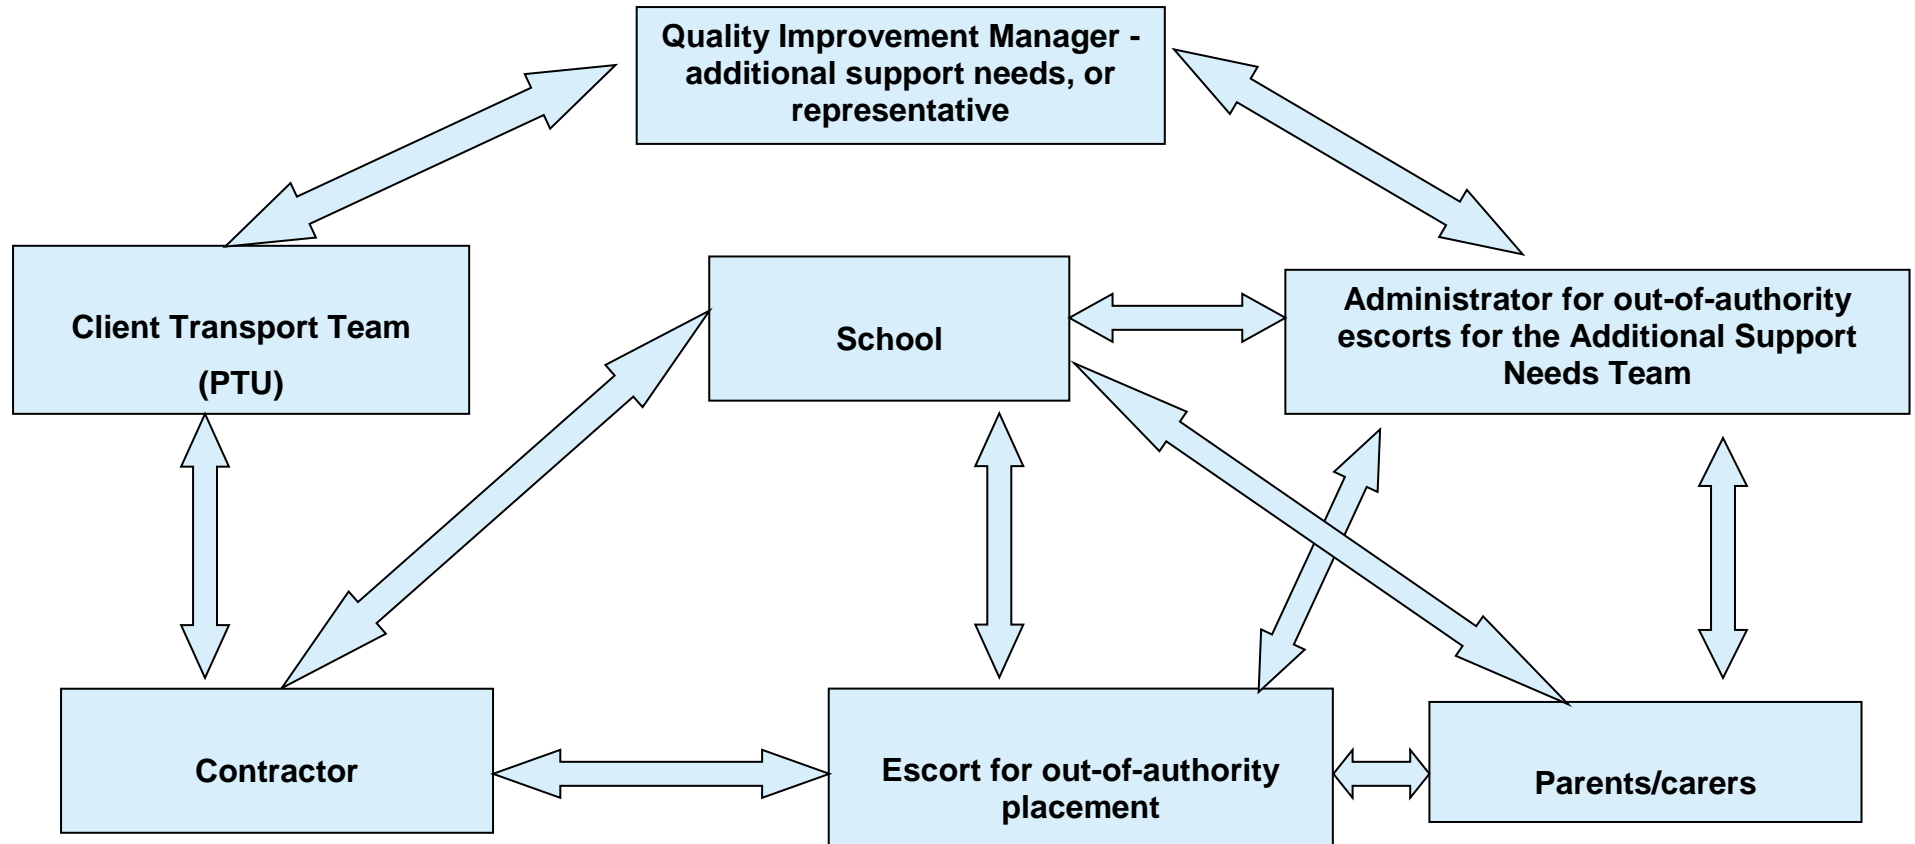 Quality Improvement Manager -
additional support needs, or
representative
Client Transport Team
(PTU)
School
Administrator for out-of-authority
escorts for the Additional Support
Needs Team
Contractor
Escort for out-of-authority
placement
Parents/carers